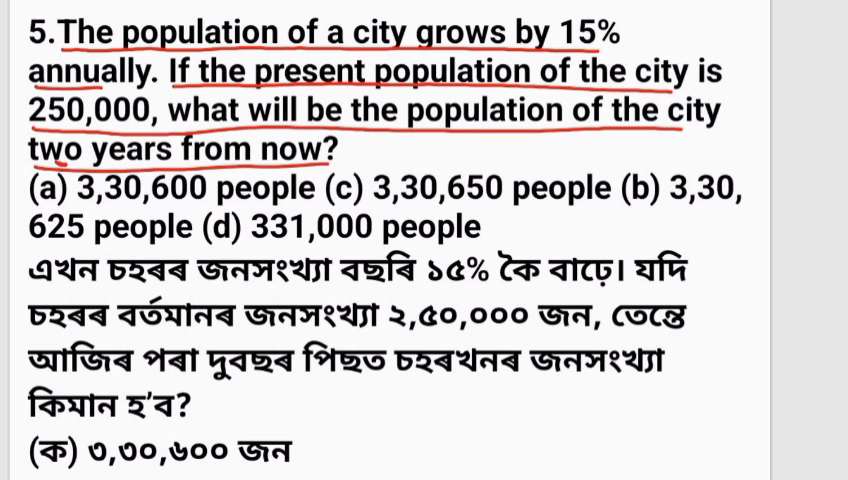 5.The population of a city grows by 15%
annually. If the present population of the city is
250,000, what will be the population of the city
two years from now?
(a) 3,30,600 people (c) 3,30,650 people (b) 3,30,
625 people (d) 331,000 people
এখন চহৰৰ জনসংখ্যা বছৰি ১৫% কৈ বাঢ়ে। যদি
চহৰৰ বৰ্তমানৰ জনসংখ্যা ২,৫০,০০০ জন, তেন্তে
আজিৰ পৰা দুবছৰ পিছত চহৰখনৰ জনসংখ্যা
কিমান হ'ব?
(ক) ৩,৩০,৬০০ জন